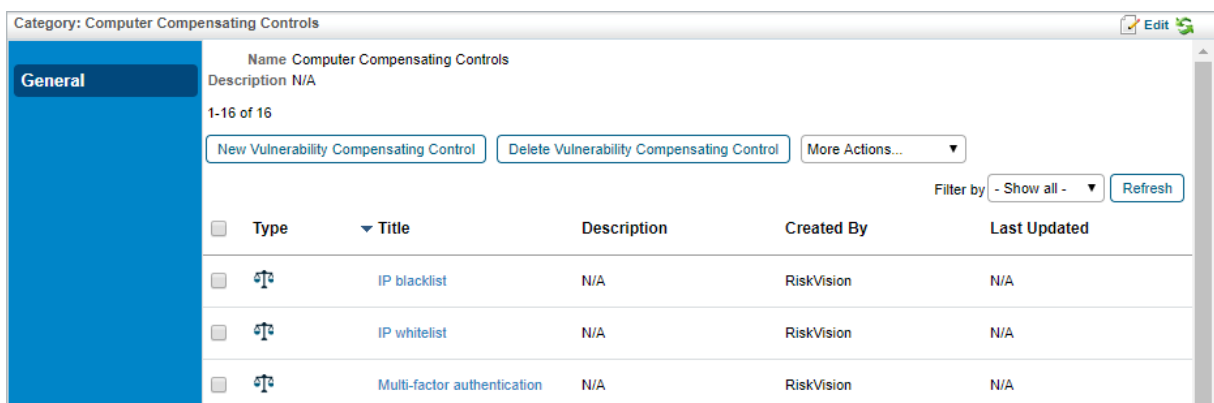 Category: Computer Compensating Controls Edit
General
Name Computer Compensating Controls
Description N/A
1-16 of 16
New Vulnerability Compensating Control Delete Vulnerability Compensating Control More Actions...
Filter by - Show all - Refresh
Type Title Description Created By Last Updated
IP blacklist N/A RiskVision N/A
IP whitelist N/A RiskVision N/A
Multi-factor authentication N/A RiskVision N/A